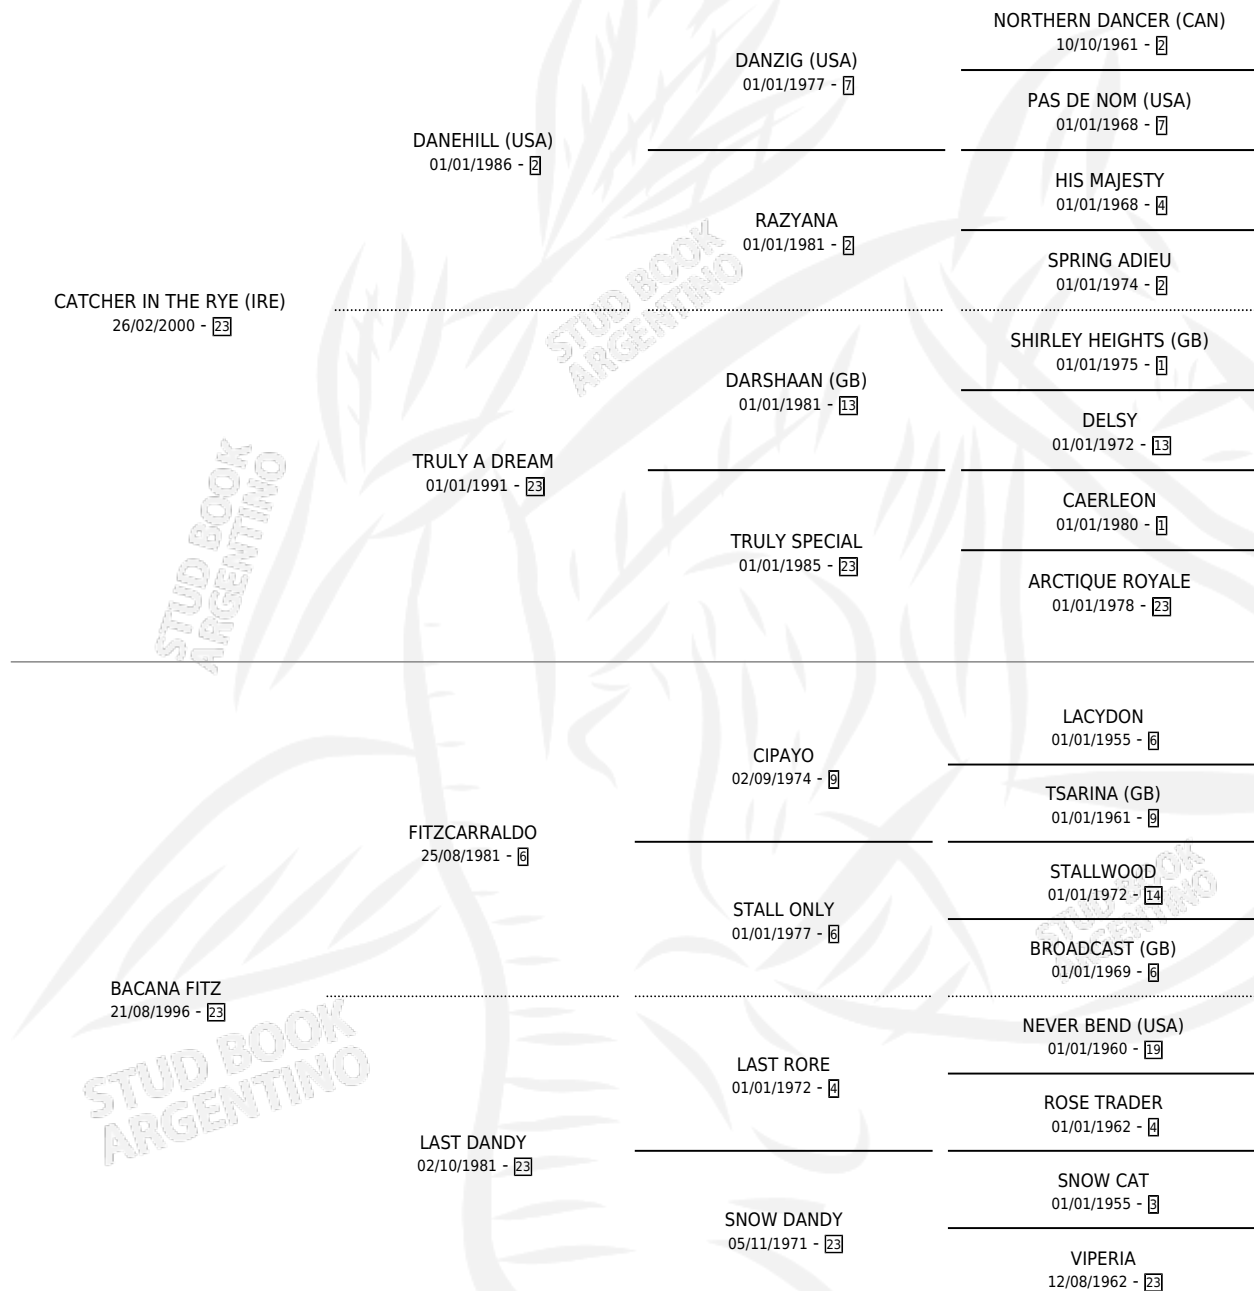 NORTHERN DANCER (CAN)
10/10/1961 - 2
DANZIG (USA)
01/01/1977 - 7
PAS DE NOM (USA)
01/01/1968 - 7
DANEHILL (USA)
01/01/1986 - 2
HIS MAJESTY
01/01/1968 - 4
RAZYANA
01/01/1981 - 2
SPRING ADIEU
01/01/1974 - 2
CATCHER IN THE RYE (IRE)
26/02/2000 - 23
SHIRLEY HEIGHTS (GB)
01/01/1975 - 1
DARSHAAN (GB)
01/01/1981 - 13
DELSY
01/01/1972 - 13
TRULY A DREAM
01/01/1991 - 23
CAERLEON
01/01/1980 - 1
TRULY SPECIAL
01/01/1985 - 23
ARCTIQUE ROYALE
01/01/1978 - 23
STUD BOOK
ARGENTINO
STUD BOOK
ARGENTINO
LACYDON
01/01/1955 - 6
CIPAYO
02/09/1974 - 9
TSARINA (GB)
01/01/1961 - 9
FITZCARRALDO
25/08/1981 - 6
STALLWOOD
01/01/1972 - 14
STALL ONLY
01/01/1977 - 6
BROADCAST (GB)
01/01/1969 - 6
BACANA FITZ
21/08/1996 - 23
NEVER BEND (USA)
01/01/1960 - 19
LAST RORE
01/01/1972 - 4
ROSE TRADER
01/01/1962 - 4
LAST DANDY
02/10/1981 - 23
SNOW CAT
01/01/1955 - 3
SNOW DANDY
05/11/1971 - 23
VIPERIA
12/08/1962 - 23
STUD BOOK
ARGENTINO
STUD BOOK
ARGENTINO